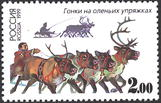 Гонки на оленьих упряжках
РОССИЯ
ROSSIJA 1999
2.00